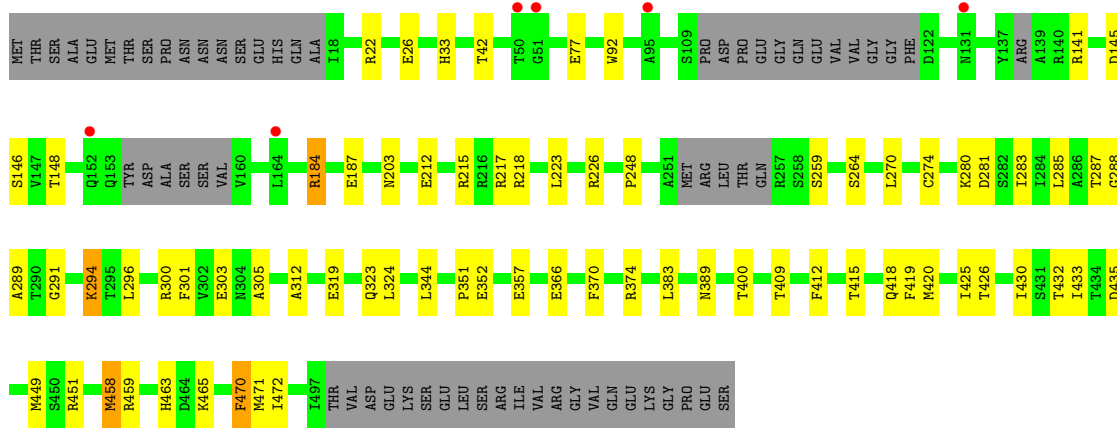 MET THR SER ALA GLU MET THR SER PRO ASN ASN ASN SER GLU HIS GLN ALA I18 R22 E26 H33 T42 T50 G51 E77 W92 A95 S109 PRO ASP PRO GLU GLY GLN GLU VAL VAL GLY GLY PHE D122 N131 Y137 ARG A139 R140 R141 D145
S146 V147 T148 Q152 Q153 TYR ASP ALA SER SER VAL V160 L164 R184 E187 N203 E212 R215 R216 R217 R218 L223 R226 P248 A251 MET ARG LEU THR GLN R257 S258 S259 S264 L270 C274 K280 D281 S282 I283 I284 L285 A286 T287 G288
A289 T290 G291 K294 T295 L296 R300 F301 V302 E303 N304 A305 A312 E319 Q323 L324 L344 P351 E352 E357 E366 F370 R374 L383 N389 T400 T409 F412 T415 Q418 F419 M420 I425 T426 I430 S431 T432 I433 T434 D435
M449 S450 R451 M458 R459 H463 D464 K465 F470 M471 I472 I497 THR VAL ASP GLU LYS SER GLU LEU SER ARG ILE VAL ARG GLY VAL GLN GLU LYS GLY PRO GLU SER